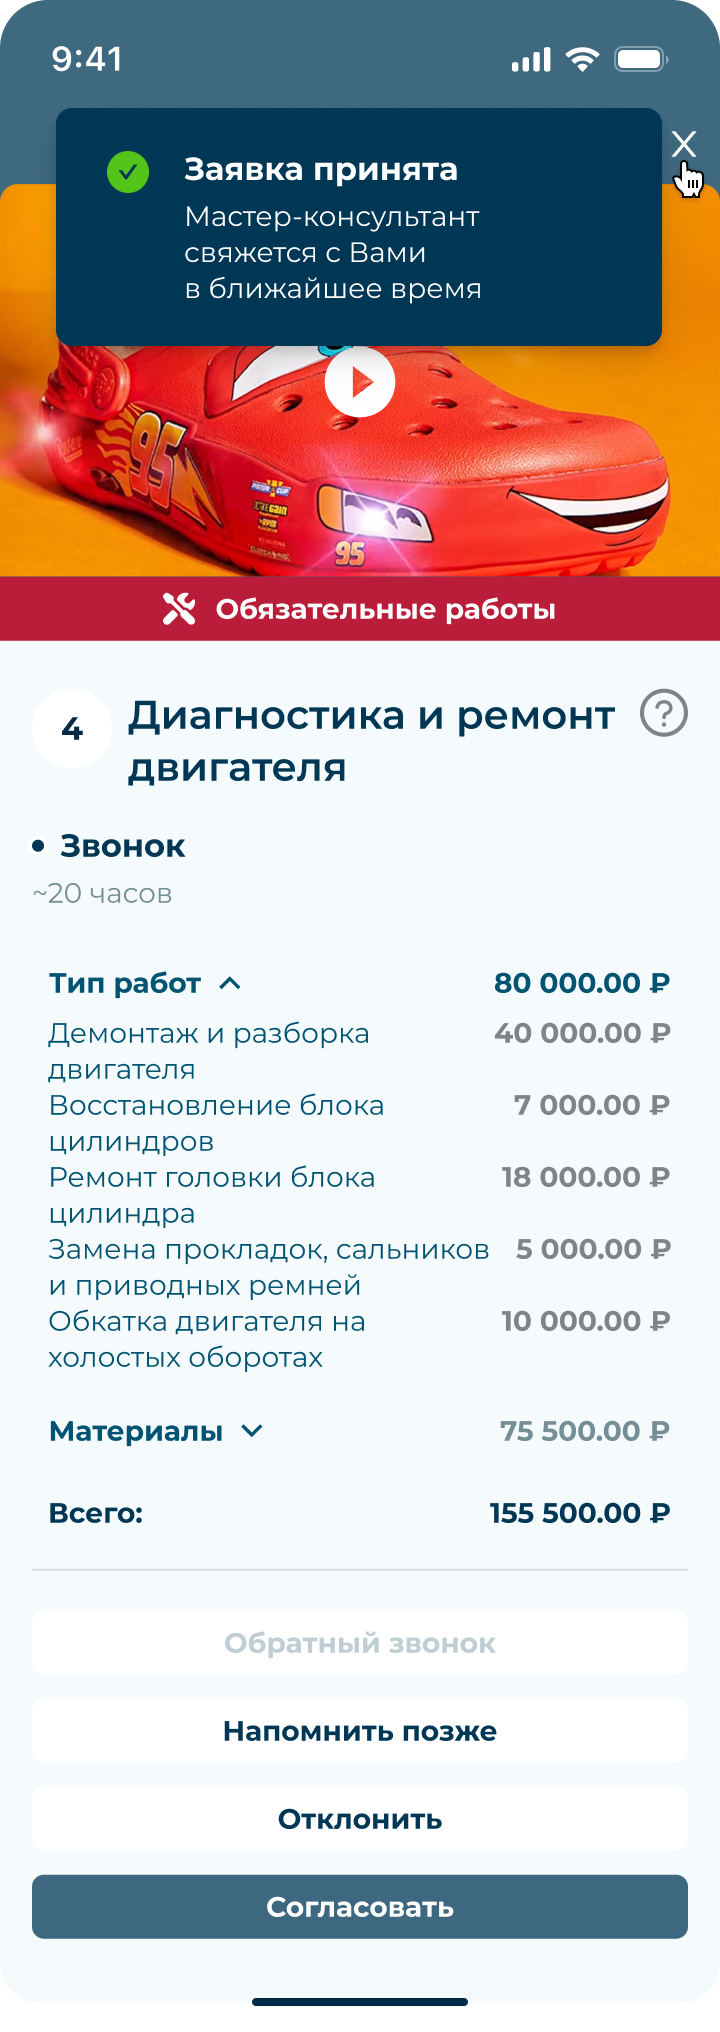 9:41
X
Заявка принята
Мастер-консультант
свяжется с Вами
в ближайшее время
95
PISTON CUP
95
Обязательные работы
4
Диагностика и ремонт
двигателя
?
• Звонок
~20 часов
Тип работ
80 000.00 ₽
Демонтаж и разборка
двигателя
40 000.00 ₽
Восстановление блока
цилиндров
7 000.00 ₽
Ремонт головки блока
цилиндра
18 000.00 ₽
Замена прокладок, сальников
и приводных ремней
5 000.00 ₽
Обкатка двигателя на
холостых оборотах
10 000.00 ₽
Материалы
75 500.00 ₽
Всего:
155 500.00 ₽
Обратный звонок
Напомнить позже
Отклонить
Согласовать